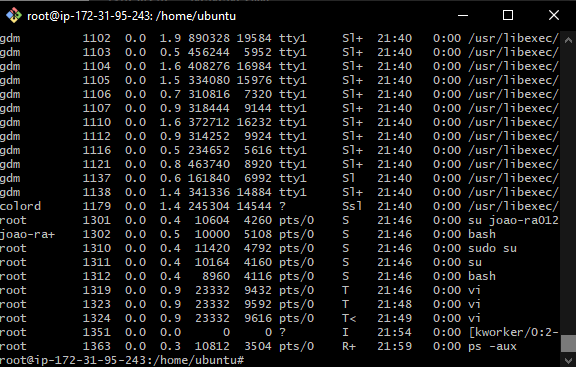 root@ip-172-31-95-243: /home/ubuntu
gdm 1102 0.0 1.9 890328 19584 tty1 Sl+ 21:40 0:00 /usr/libexec/
gdm 1103 0.0 0.5 456244 5952 tty1 Sl+ 21:40 0:00 /usr/libexec/
gdm 1104 0.0 1.6 408276 16984 tty1 Sl+ 21:40 0:00 /usr/libexec/
gdm 1105 0.0 1.5 334080 15976 tty1 Sl+ 21:40 0:00 /usr/libexec/
gdm 1106 0.0 0.7 310816 7320 tty1 Sl+ 21:40 0:00 /usr/libexec/
gdm 1107 0.0 0.9 318444 9144 tty1 Sl+ 21:40 0:00 /usr/libexec/
gdm 1110 0.0 1.6 372712 16232 tty1 Sl+ 21:40 0:00 /usr/libexec/
gdm 1112 0.0 0.9 314252 9924 tty1 Sl+ 21:40 0:00 /usr/libexec/
gdm 1116 0.0 0.5 234652 5616 tty1 Sl+ 21:40 0:00 /usr/libexec/
gdm 1121 0.0 0.8 463740 8920 tty1 Sl+ 21:40 0:00 /usr/libexec/
gdm 1137 0.0 0.6 161840 6992 tty1 Sl 21:40 0:00 /usr/libexec/
gdm 1138 0.0 1.4 341336 14884 tty1 Sl+ 21:40 0:00 /usr/libexec/
colord 1179 0.0 1.4 245304 14544 ? Ssl 21:40 0:00 /usr/libexec/
root 1301 0.0 0.4 10604 4260 pts/0 S 21:46 0:00 su joao-ra012
joao-ra+ 1302 0.0 0.5 10000 5108 pts/0 S 21:46 0:00 bash
root 1310 0.0 0.4 11420 4792 pts/0 S 21:46 0:00 sudo su
root 1311 0.0 0.4 10164 4160 pts/0 S 21:46 0:00 su
root 1312 0.0 0.4 8960 4116 pts/0 S 21:46 0:00 bash
root 1319 0.0 0.9 23332 9432 pts/0 T 21:46 0:00 vi
root 1323 0.0 0.9 23332 9592 pts/0 T 21:48 0:00 vi
root 1324 0.0 0.9 23332 9616 pts/0 T< 21:49 0:00 vi
root 1351 0.0 0.0 0 0 ? I 21:54 0:00 [kworker/0:2-
root 1363 0.0 0.3 10812 3504 pts/0 R+ 21:59 0:00 ps -aux
root@ip-172-31-95-243:/home/ubuntu#